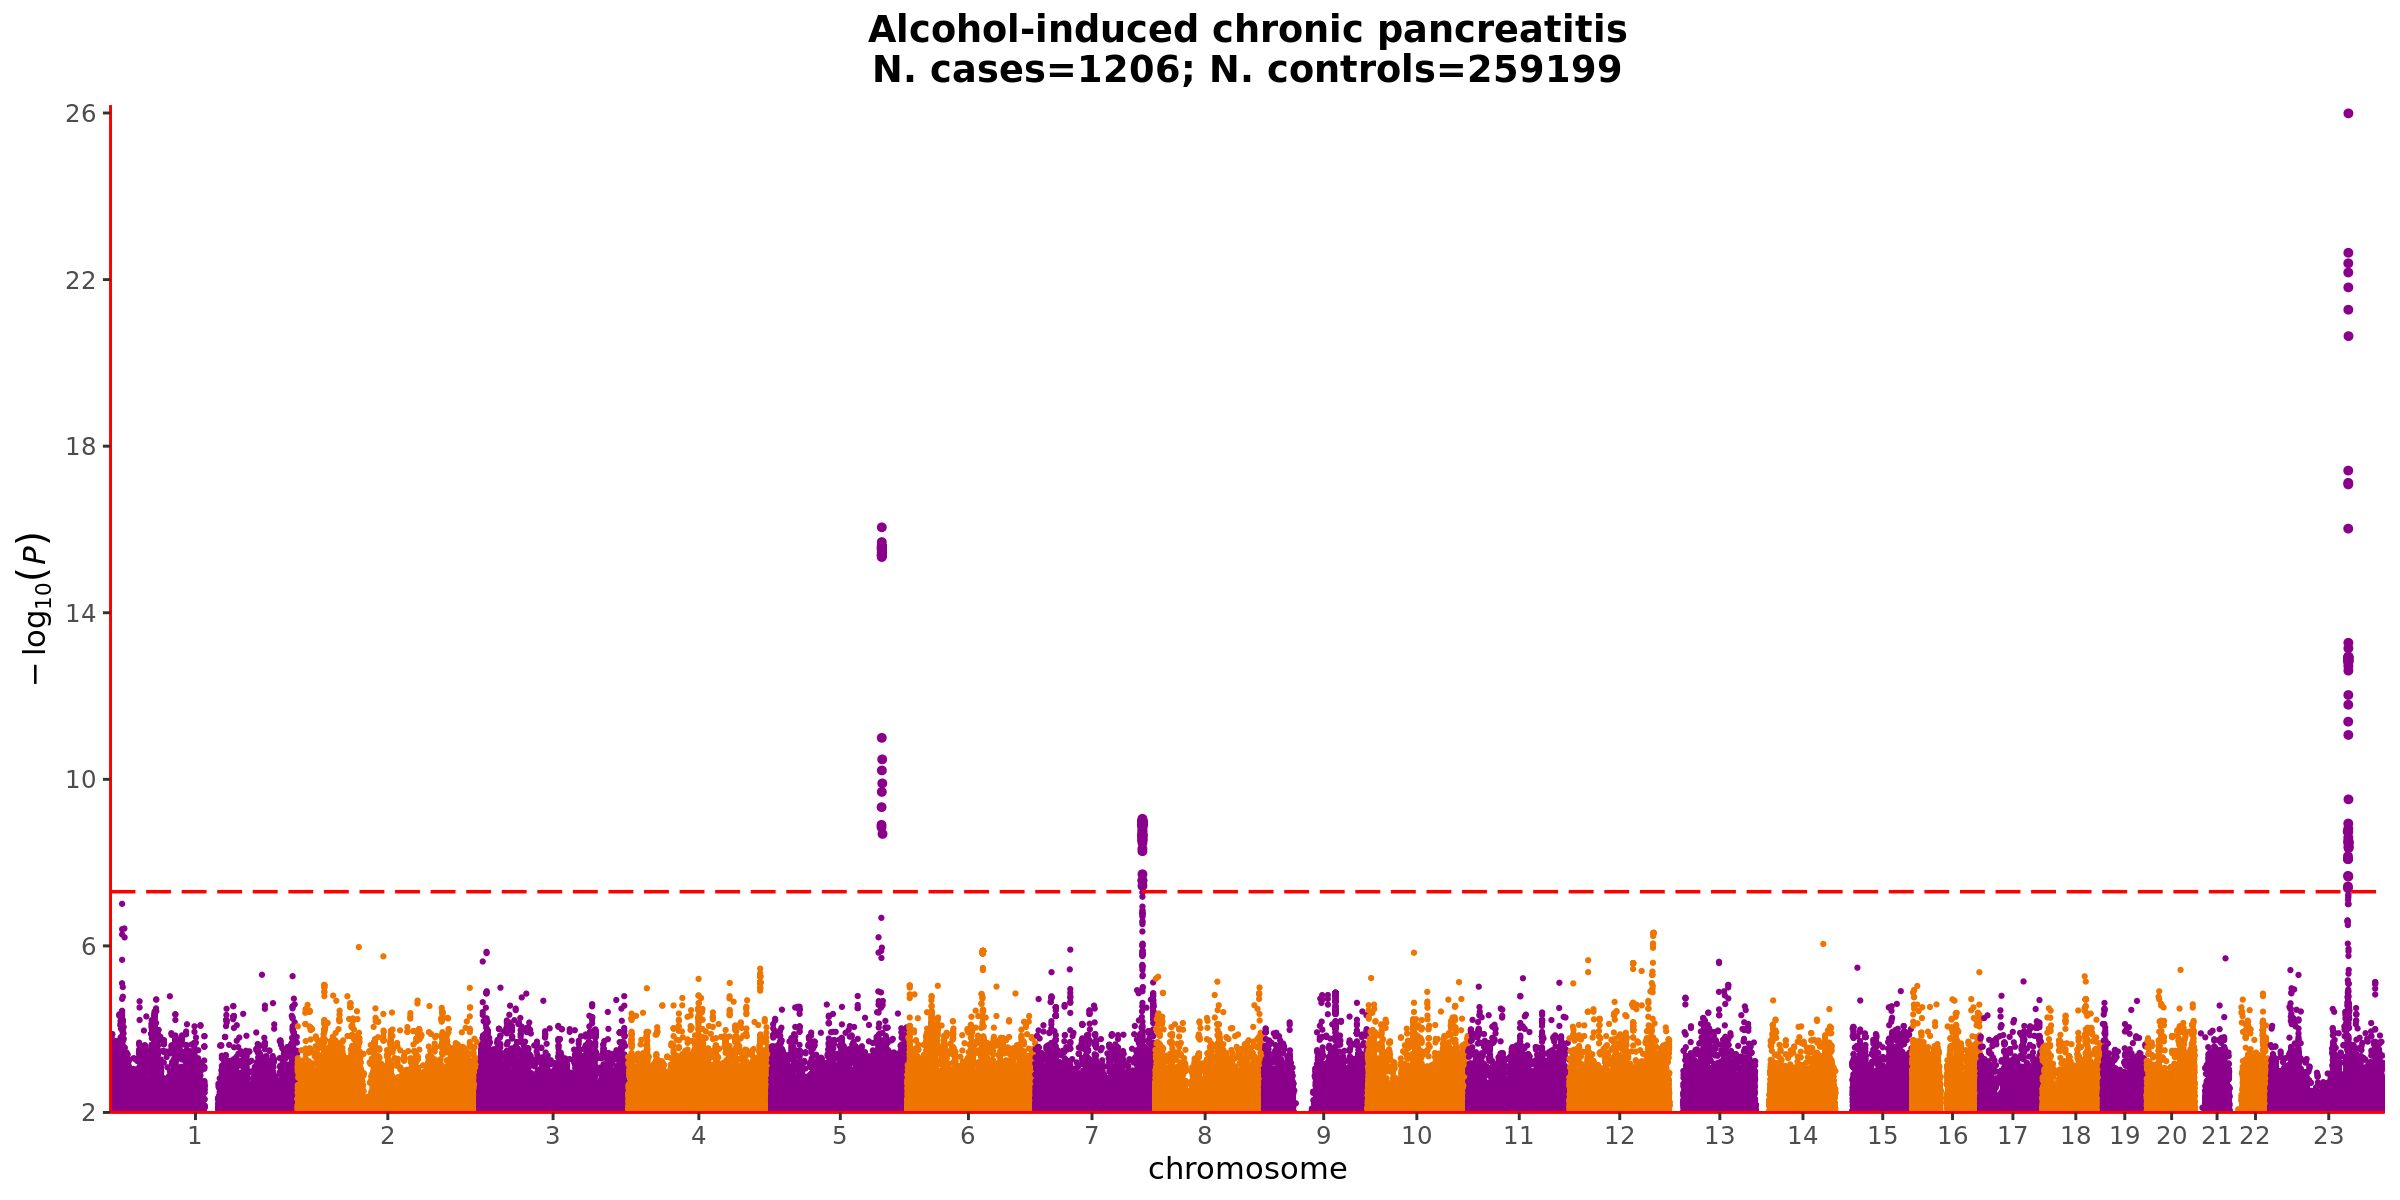 Alcohol-induced chronic pancreatitis
N. cases=1206; N. controls=259199
26
22
18
14
10
6
2
− log10(P)
1 2 3 4 5 6 7 8 9 10 11 12 13 14 15 16 17 18 19 20 21 22 23
chromosome